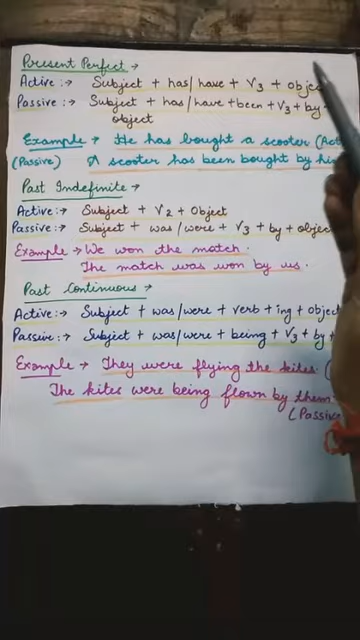 Present Perfect →
Active :→ Subject + has/have + V3 + objec
Passive :→ Subject + has/have + been + V3 + by +
object
Example → He has bought a scooter (Act
(Passive) A scooter has been bought by hi
Past Indefinite :→
Active :→ Subject + V2 + Object
Passive :→ Subject + was/were + V3 + by + objec
Example → We won the match.
The match was won by us.
Past Continuous :→
Active :→ Subject + was/were + verb + ing + object
Passive :→ Subject + was/were + being + V3 + by +
Example → They were flying the kites. (
The kites were being flown by them
(Passive